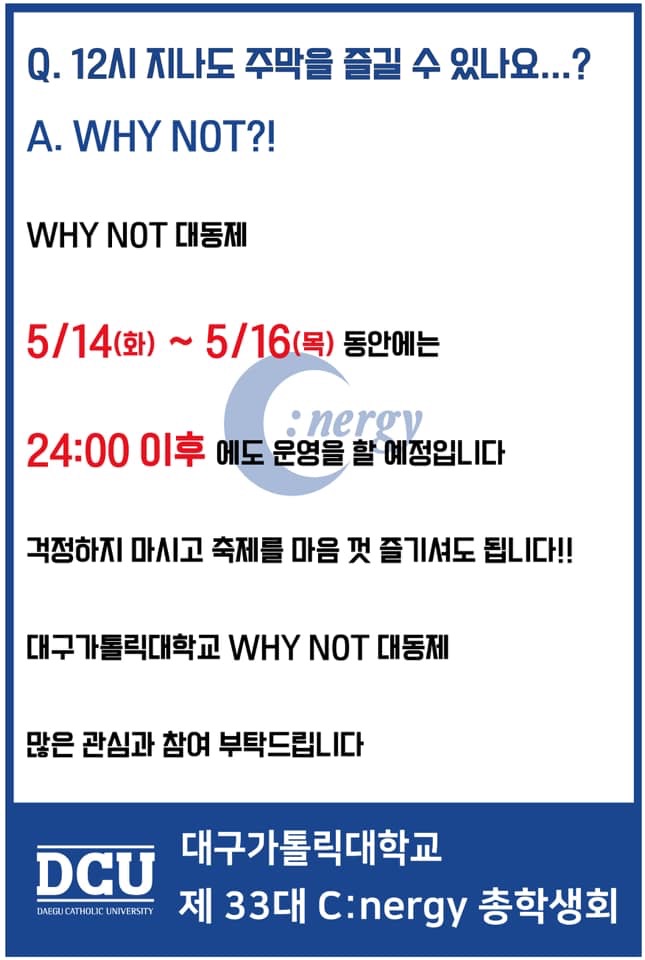 Q. 12시 지나도 주막을 즐길 수 있나요...?
A. WHY NOT?!
WHY NOT 대동제
5/14(화) ~ 5/16(목) 동안에는
C:nergy
24:00 이후 에도 운영을 할 예정입니다
걱정하지 마시고 축제를 마음 껏 즐기셔도 됩니다!!
대구가톨릭대학교 WHY NOT 대동제
많은 관심과 참여 부탁드립니다
DCU
DAEGU CATHOLIC UNIVERSITY
대구가톨릭대학교
제 33대 C:nergy 총학생회